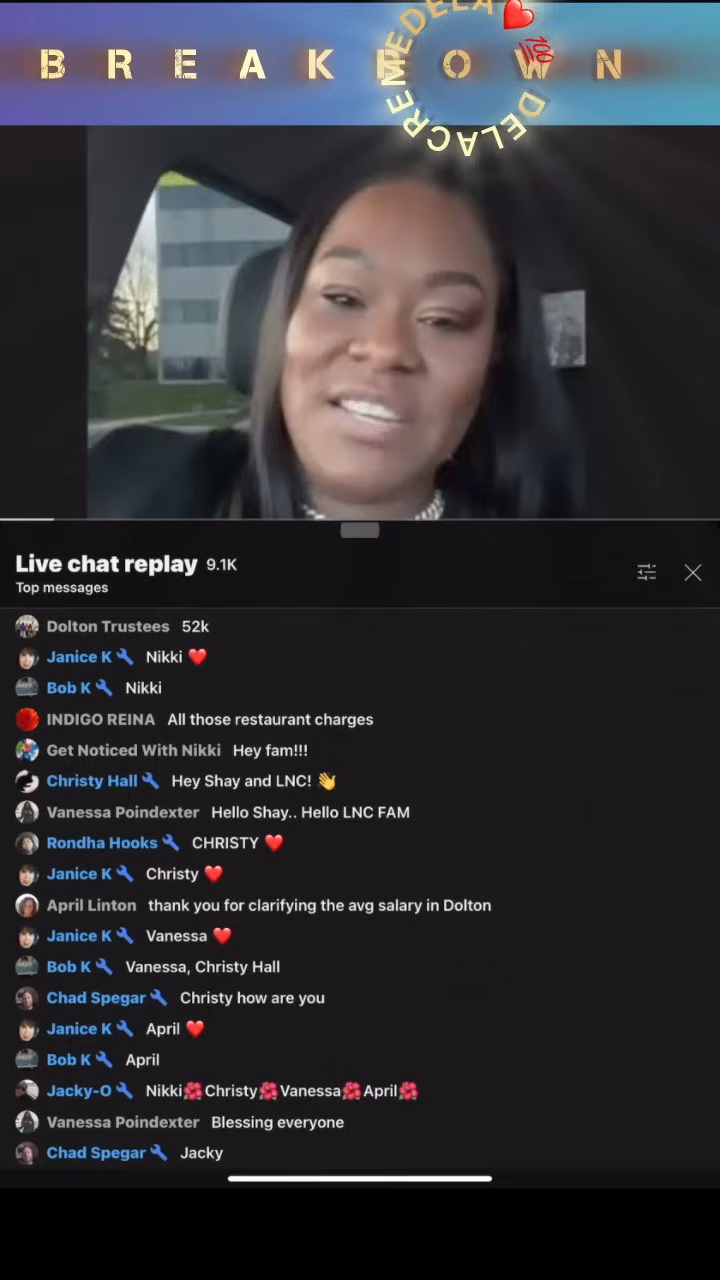 BREAKDOWN
CREMEDELA❤️
DELACREME
Live chat replay 9.1K
Top messages
Dolton Trustees 52k
Janice K Nikki ❤️
Bob K Nikki
INDIGO REINA All those restaurant charges
Get Noticed With Nikki Hey fam!!!
Christy Hall Hey Shay and LNC! 👋
Vanessa Poindexter Hello Shay.. Hello LNC FAM
Rondha Hooks CHRISTY ❤️
Janice K Christy ❤️
April Linton thank you for clarifying the avg salary in Dolton
Janice K Vanessa ❤️
Bob K Vanessa, Christy Hall
Chad Spegar Christy how are you
Janice K April ❤️
Bob K April
Jacky-O Nikki🌺Christy🌺Vanessa🌺April🌺
Vanessa Poindexter Blessing everyone
Chad Spegar Jacky